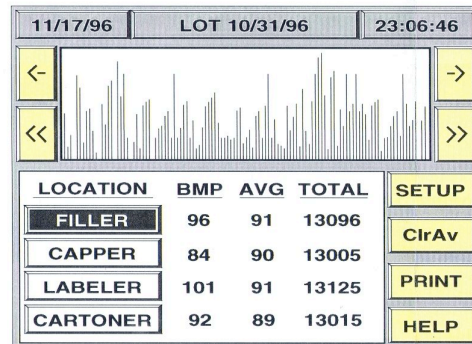 11/17/96 LOT 10/31/96 23:06:46
<- ->
<< >>
LOCATION BMP AVG TOTAL SETUP
FILLER 96 91 13096
ClrAv
CAPPER 84 90 13005
LABELER 101 91 13125 PRINT
CARTONER 92 89 13015 HELP